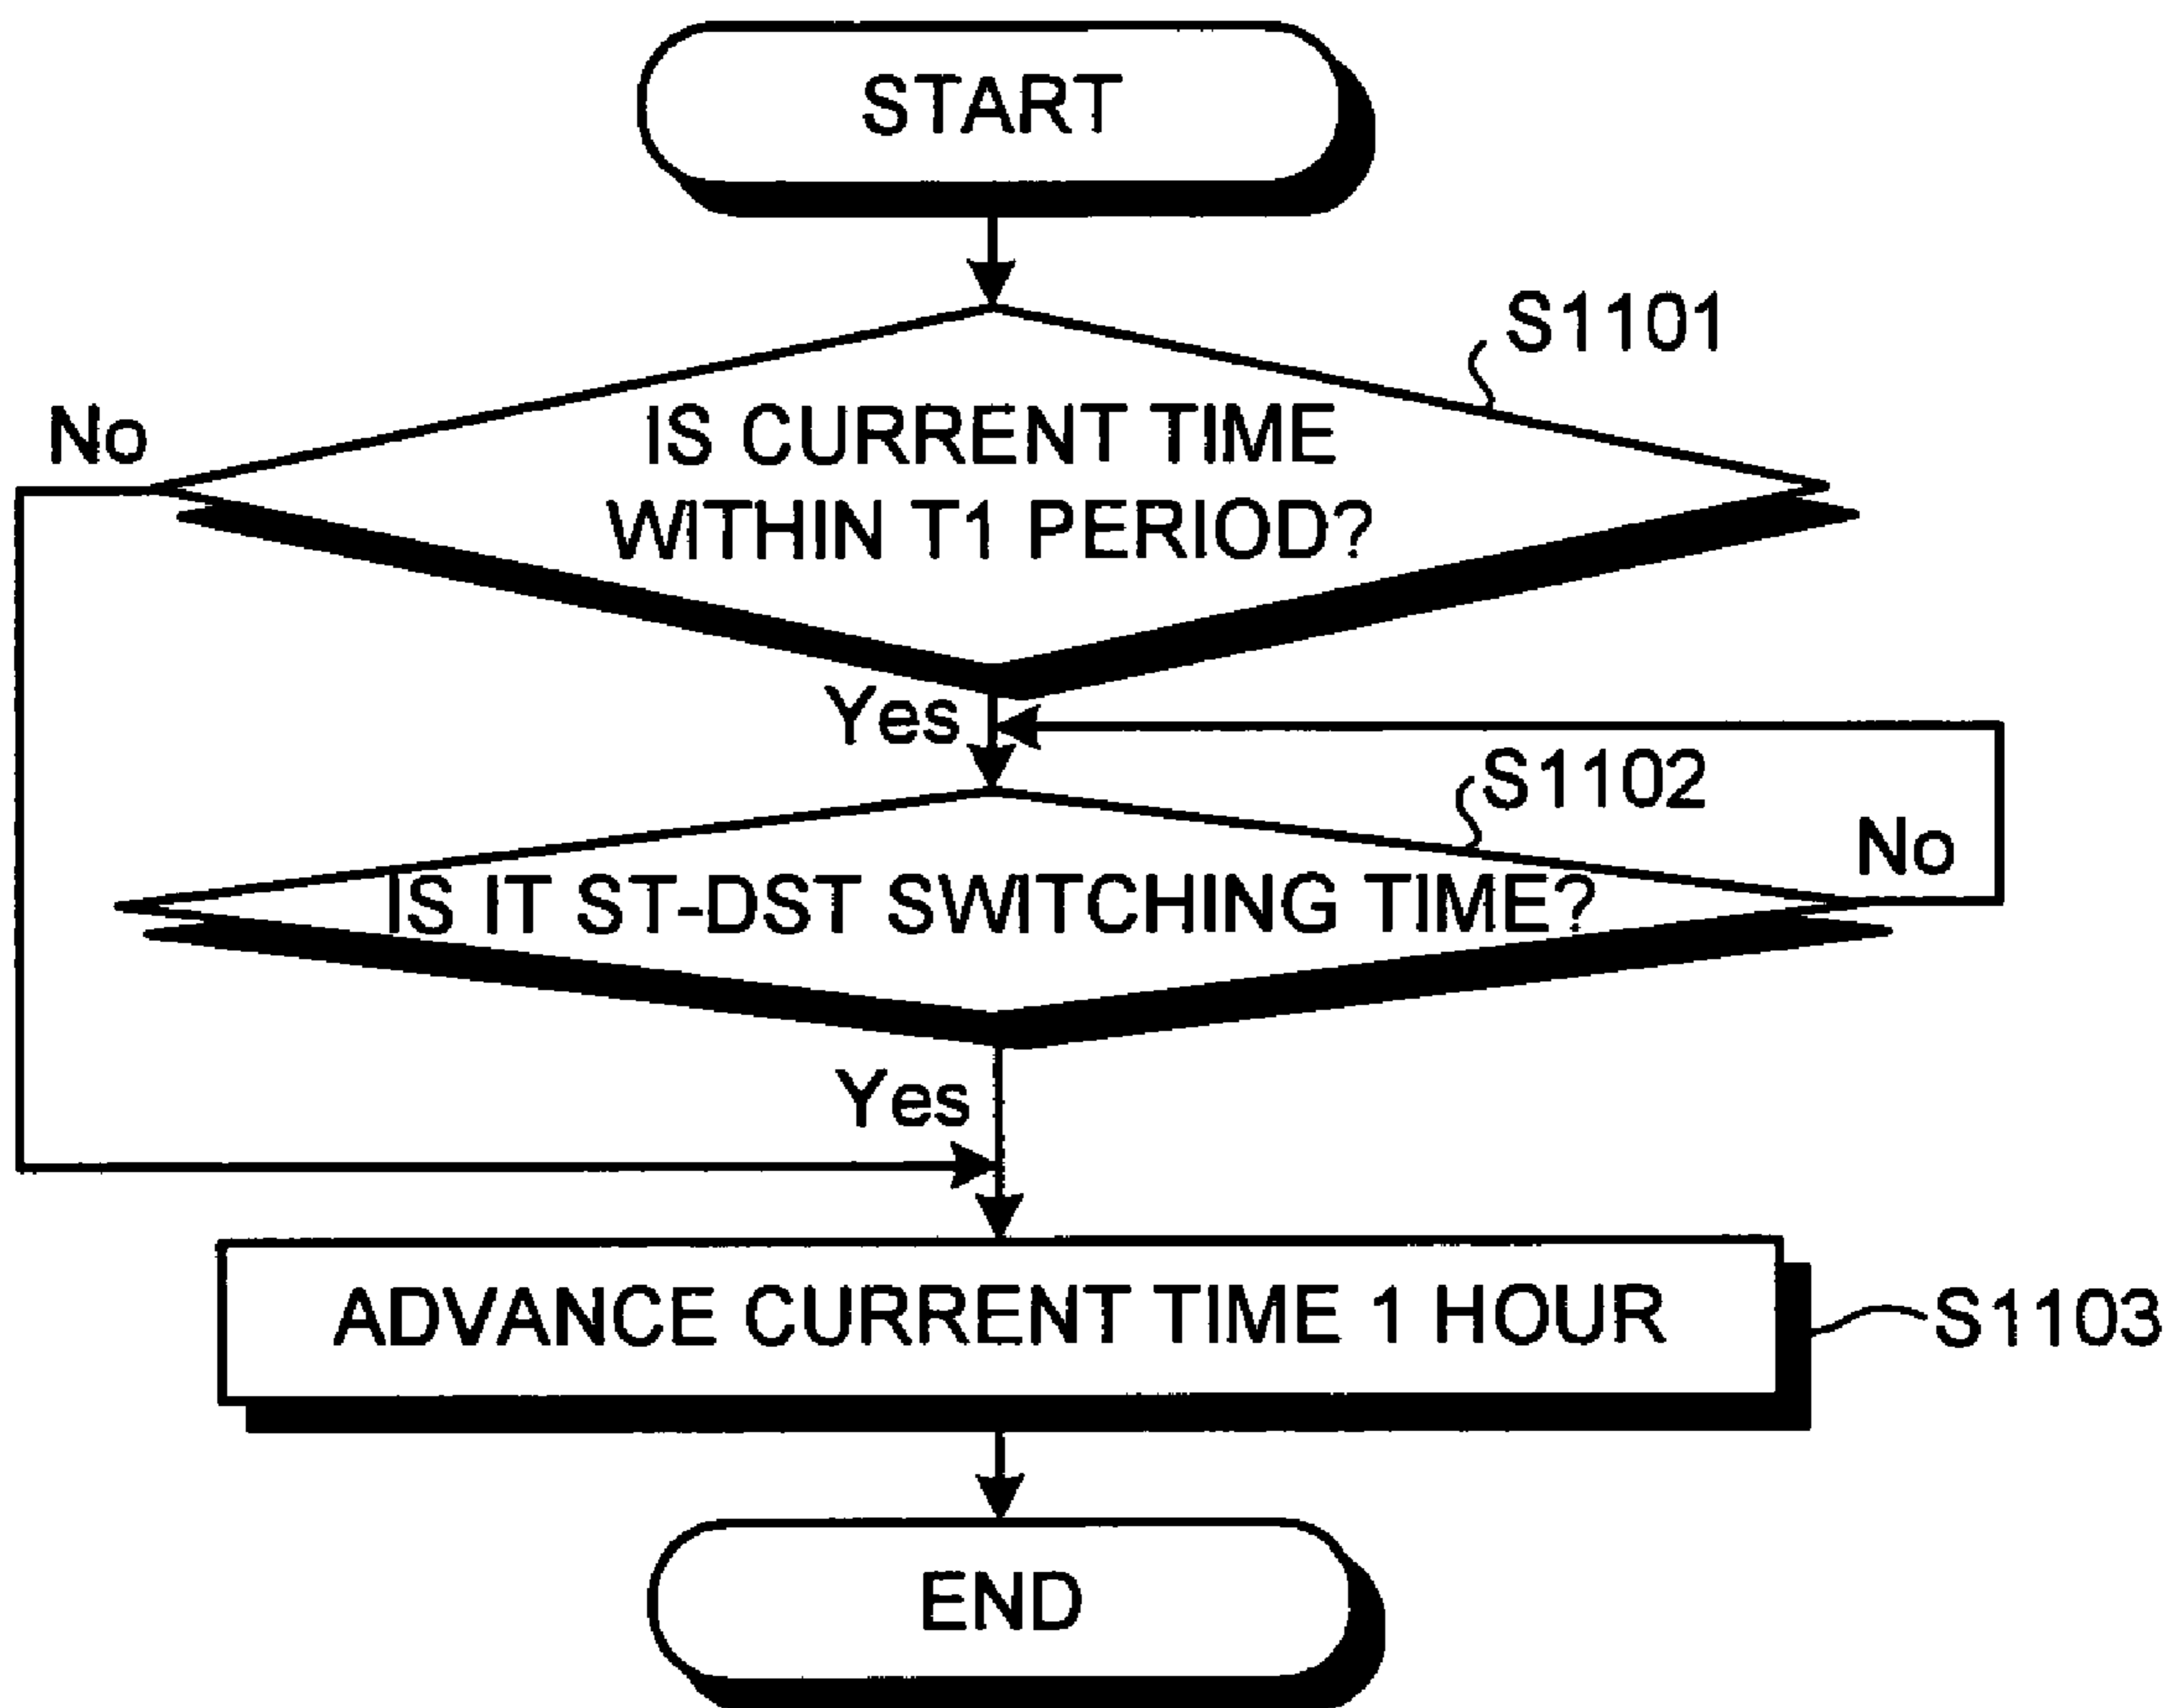 START
S1101
No
IS CURRENT TIME
WITHIN T1 PERIOD?
Yes
S1102
No
IS IT ST-DST SWITCHING TIME?
Yes
ADVANCE CURRENT TIME 1 HOUR
S1103
END